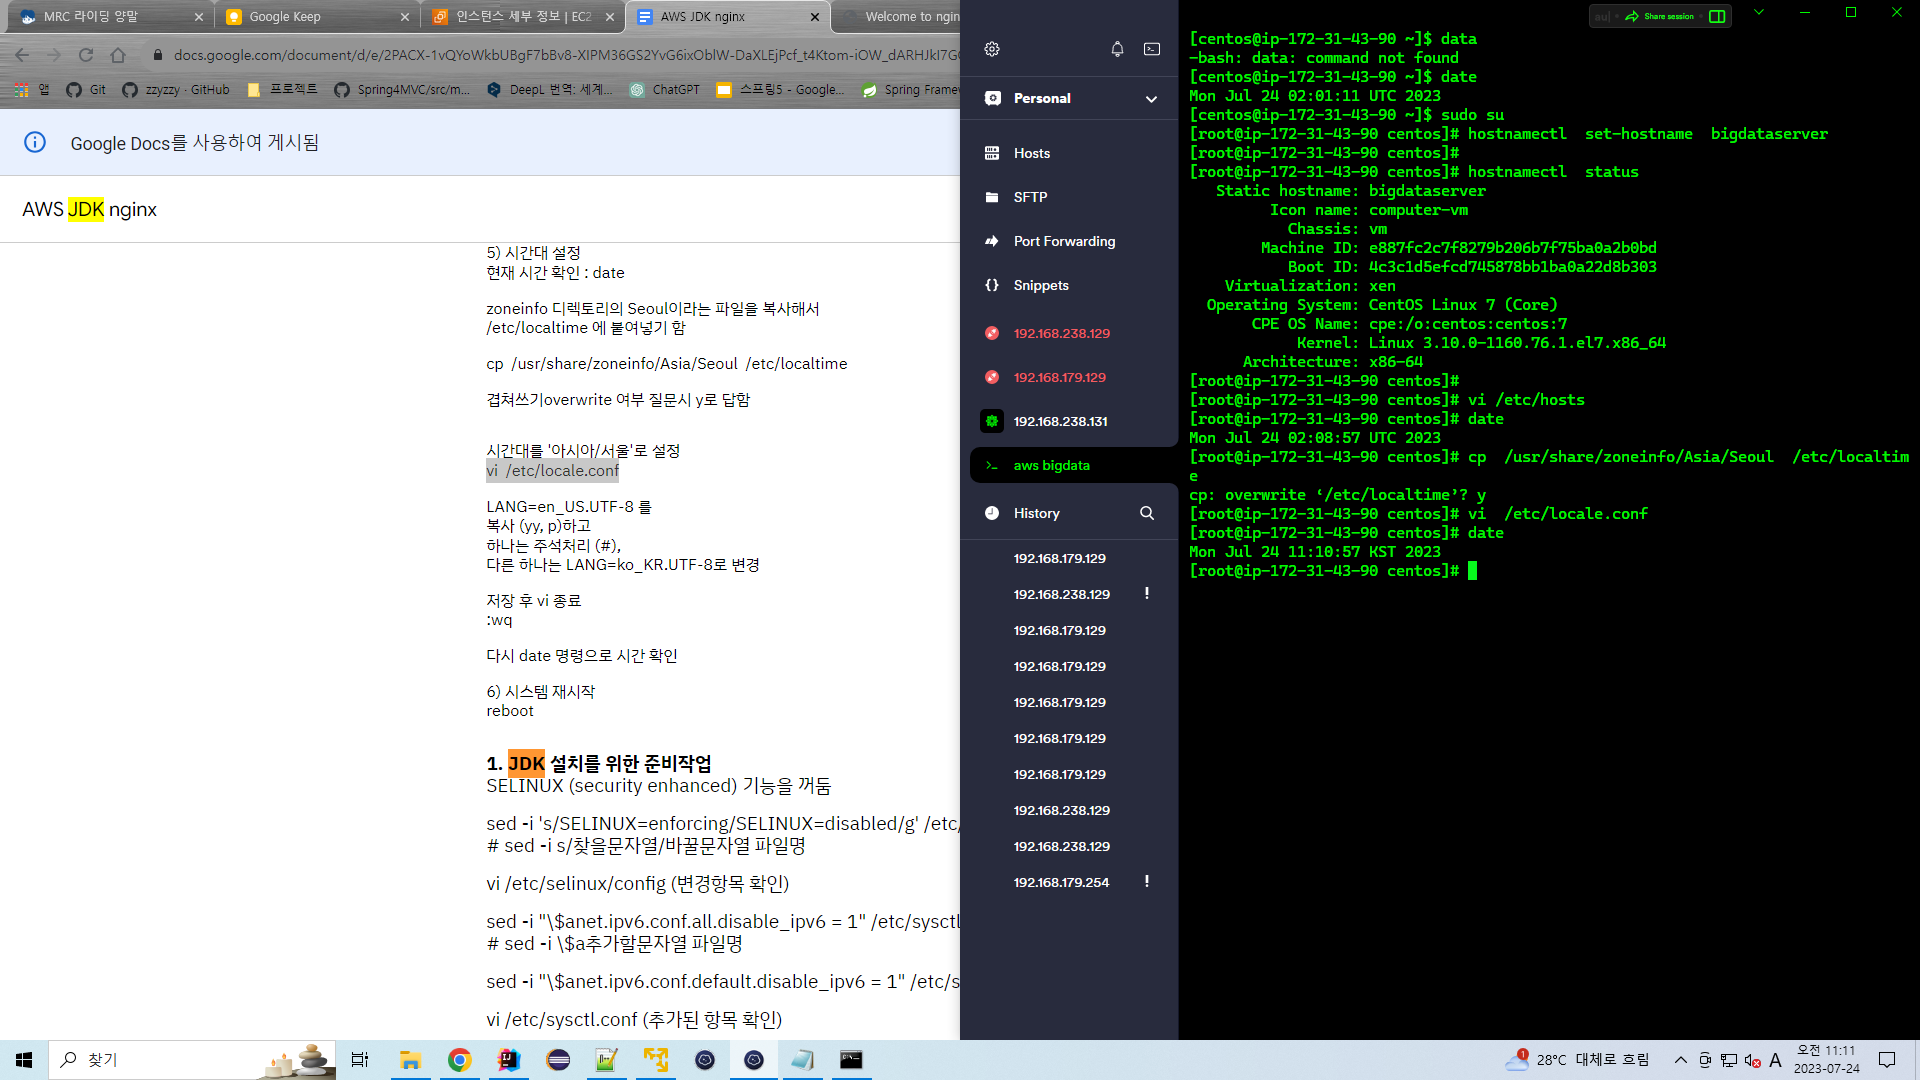 MRC 라이딩 양말
Google Keep
인스턴스 세부 정보 | EC2
AWS JDK nginx
Welcome to ngin
docs.google.com/document/d/e/2PACX-1vQYoWkbUBgF7bBv8-XIPM36GS2YvG6ixOblW-DaXLEjPcf_t4Ktom-iOW_dARHJkI7G
앱
Git
zzyzzy · GitHub
프로젝트
Spring4MVC/src/m...
DeepL 번역: 세계...
ChatGPT
스프링5 - Google...
Spring Framew
Google Docs를 사용하여 게시됨
AWS JDK nginx
5) 시간대 설정
현재 시간 확인 : date
zoneinfo 디렉토리의 Seoul이라는 파일을 복사해서
/etc/localtime 에 붙여넣기 함
cp /usr/share/zoneinfo/Asia/Seoul /etc/localtime
겹쳐쓰기overwrite 여부 질문시 y로 답함
시간대를 '아시아/서울'로 설정
vi /etc/locale.conf
LANG=en_US.UTF-8 를
복사 (yy, p)하고
하나는 주석처리 (#),
다른 하나는 LANG=ko_KR.UTF-8로 변경
저장 후 vi 종료
:wq
다시 date 명령으로 시간 확인
6) 시스템 재시작
reboot
1. JDK 설치를 위한 준비작업
SELINUX (security enhanced) 기능을 꺼둠
sed -i 's/SELINUX=enforcing/SELINUX=disabled/g' /etc/
# sed -i s/찾을문자열/바꿀문자열 파일명
vi /etc/selinux/config (변경항목 확인)
sed -i "\$anet.ipv6.conf.all.disable_ipv6 = 1" /etc/sysctl
# sed -i \$a추가할문자열 파일명
sed -i "\$anet.ipv6.conf.default.disable_ipv6 = 1" /etc/s
vi /etc/sysctl.conf (추가된 항목 확인)
Personal
Hosts
SFTP
Port Forwarding
Snippets
192.168.238.129
192.168.179.129
192.168.238.131
aws bigdata
History
192.168.179.129
192.168.238.129 !
192.168.179.129
192.168.179.129
192.168.179.129
192.168.179.129
192.168.179.129
192.168.238.129
192.168.238.129
192.168.179.254 !
Share session
[centos@ip-172-31-43-90 ~]$ data
-bash: data: command not found
[centos@ip-172-31-43-90 ~]$ date
Mon Jul 24 02:01:11 UTC 2023
[centos@ip-172-31-43-90 ~]$ sudo su
[root@ip-172-31-43-90 centos]# hostnamectl set-hostname bigdataserver
[root@ip-172-31-43-90 centos]#
[root@ip-172-31-43-90 centos]# hostnamectl status
Static hostname: bigdataserver
Icon name: computer-vm
Chassis: vm
Machine ID: e887fc2c7f8279b206b7f75ba0a2b0bd
Boot ID: 4c3c1d5efcd745878bb1ba0a22d8b303
Virtualization: xen
Operating System: CentOS Linux 7 (Core)
CPE OS Name: cpe:/o:centos:centos:7
Kernel: Linux 3.10.0-1160.76.1.el7.x86_64
Architecture: x86-64
[root@ip-172-31-43-90 centos]#
[root@ip-172-31-43-90 centos]# vi /etc/hosts
[root@ip-172-31-43-90 centos]# date
Mon Jul 24 02:08:57 UTC 2023
[root@ip-172-31-43-90 centos]# cp /usr/share/zoneinfo/Asia/Seoul /etc/localtim
e
cp: overwrite ‘/etc/localtime’? y
[root@ip-172-31-43-90 centos]# vi /etc/locale.conf
[root@ip-172-31-43-90 centos]# date
Mon Jul 24 11:10:57 KST 2023
[root@ip-172-31-43-90 centos]#
찾기
1
28°C 대체로 흐림
A
오전 11:11
2023-07-24